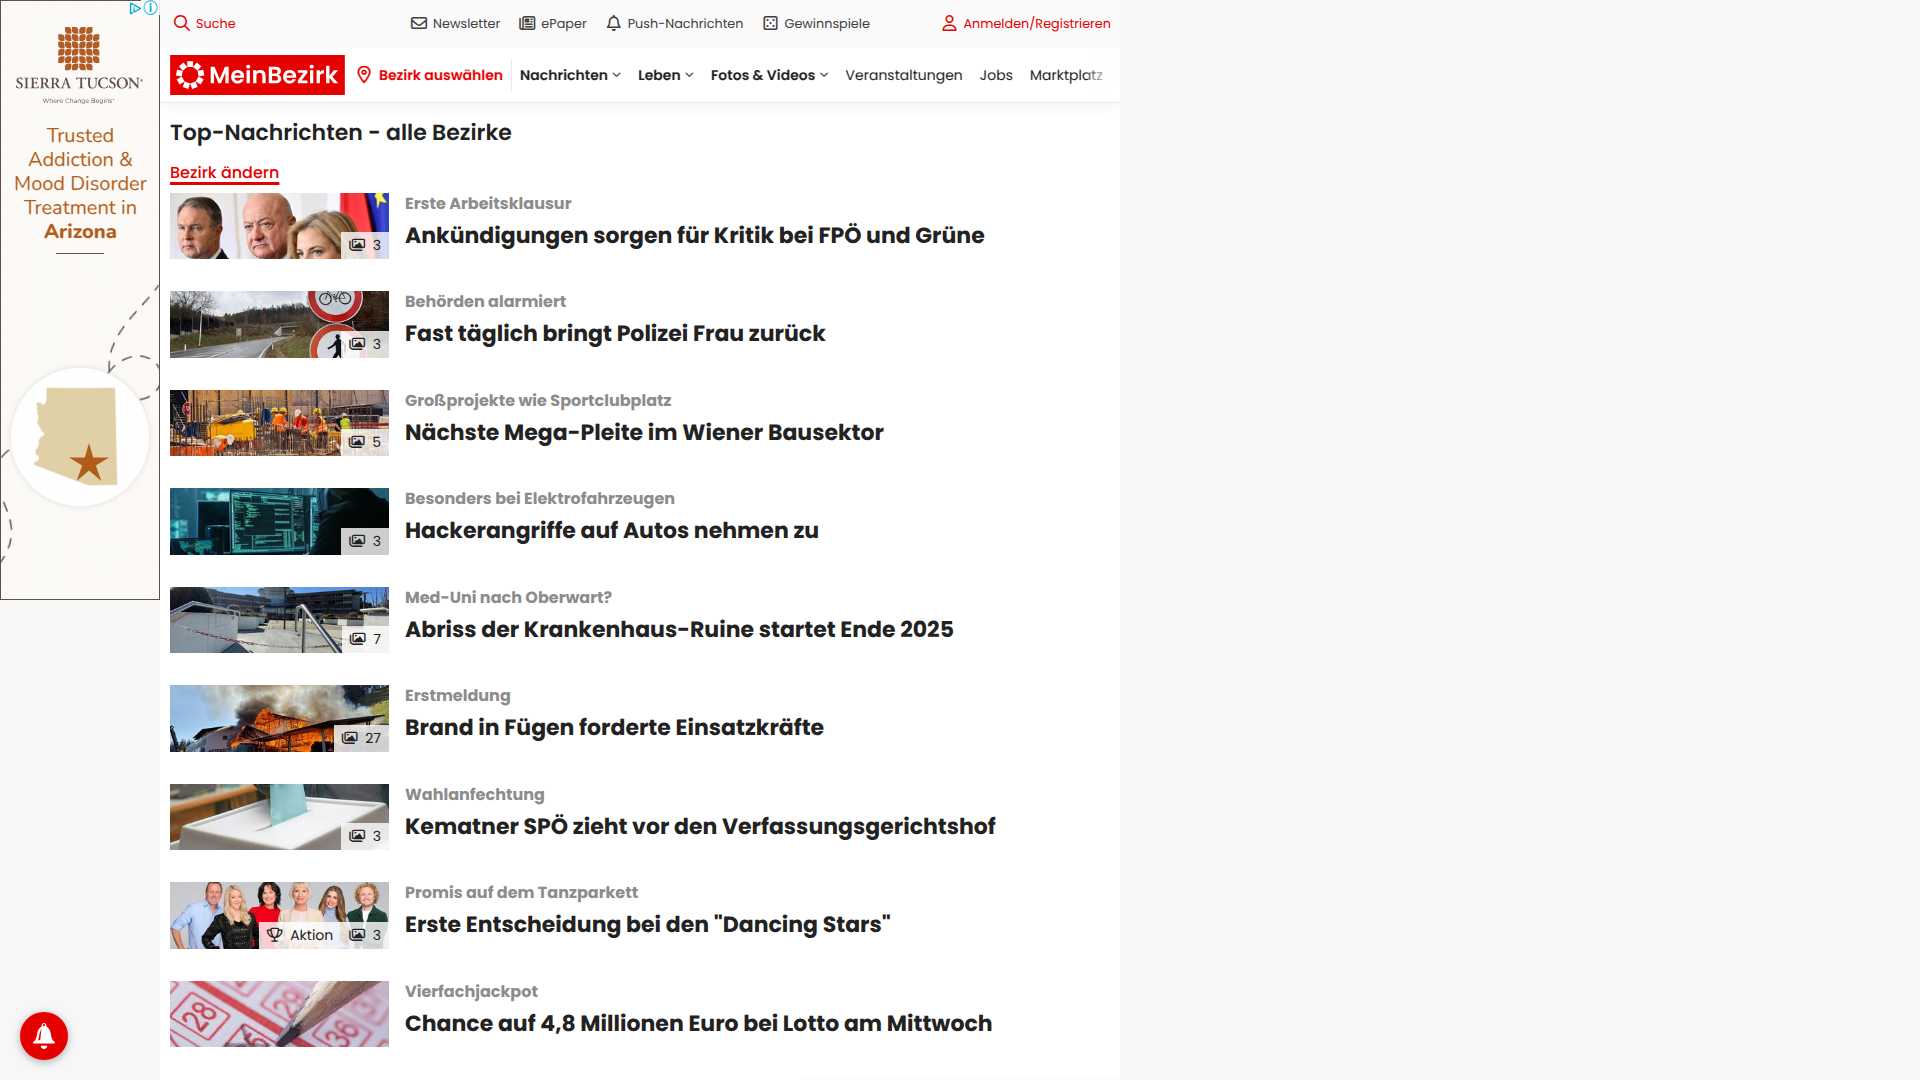 Suche
Newsletter
ePaper
Push-Nachrichten
Gewinnspiele
Anmelden/Registrieren
MeinBezirk
Bezirk auswählen
Nachrichten
Leben
Fotos & Videos
Veranstaltungen
Jobs
Marktplatz
SIERRA TUCSON
Where Change Begins
Trusted
Addiction &
Mood Disorder
Treatment in
Arizona
Top-Nachrichten - alle Bezirke
Bezirk ändern
3
Erste Arbeitsklausur
Ankündigungen sorgen für Kritik bei FPÖ und Grüne
3
Behörden alarmiert
Fast täglich bringt Polizei Frau zurück
5
Großprojekte wie Sportclubplatz
Nächste Mega-Pleite im Wiener Bausektor
3
Besonders bei Elektrofahrzeugen
Hackerangriffe auf Autos nehmen zu
7
Med-Uni nach Oberwart?
Abriss der Krankenhaus-Ruine startet Ende 2025
27
Erstmeldung
Brand in Fügen forderte Einsatzkräfte
3
Wahlanfechtung
Kematner SPÖ zieht vor den Verfassungsgerichtshof
Aktion 3
Promis auf dem Tanzparkett
Erste Entscheidung bei den "Dancing Stars"
28 29 36
Vierfachjackpot
Chance auf 4,8 Millionen Euro bei Lotto am Mittwoch